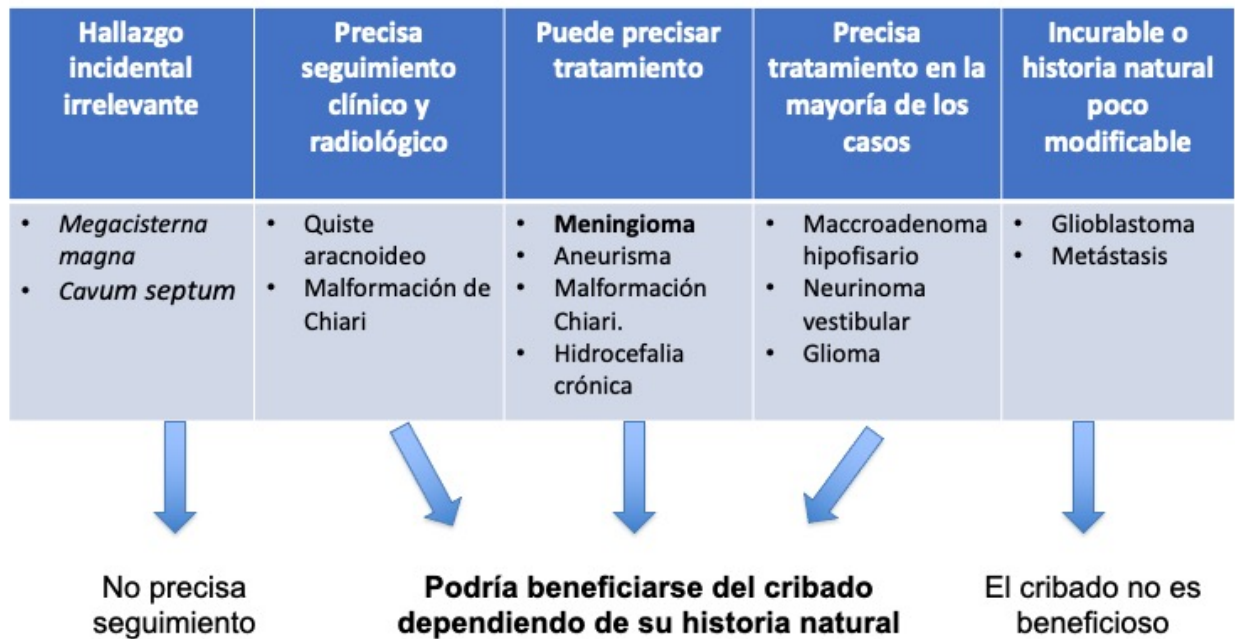 Hallazgo
incidental
irrelevante
Precisa
seguimiento
clínico y
radiológico
Puede precisar
tratamiento
Precisa
tratamiento en la
mayoría de los
casos
Incurable o
historia natural
poco
modificable
• Megacisterna
magna
• Cavum septum
• Quiste
aracnoideo
• Malformación de
Chiari
• Meningioma
• Aneurisma
• Malformación
Chiari.
• Hidrocefalia
crónica
• Maccroadenoma
hipofisario
• Neurinoma
vestibular
• Glioma
• Glioblastoma
• Metástasis
No precisa
seguimiento
Podría beneficiarse del cribado
dependiendo de su historia natural
El cribado no es
beneficioso